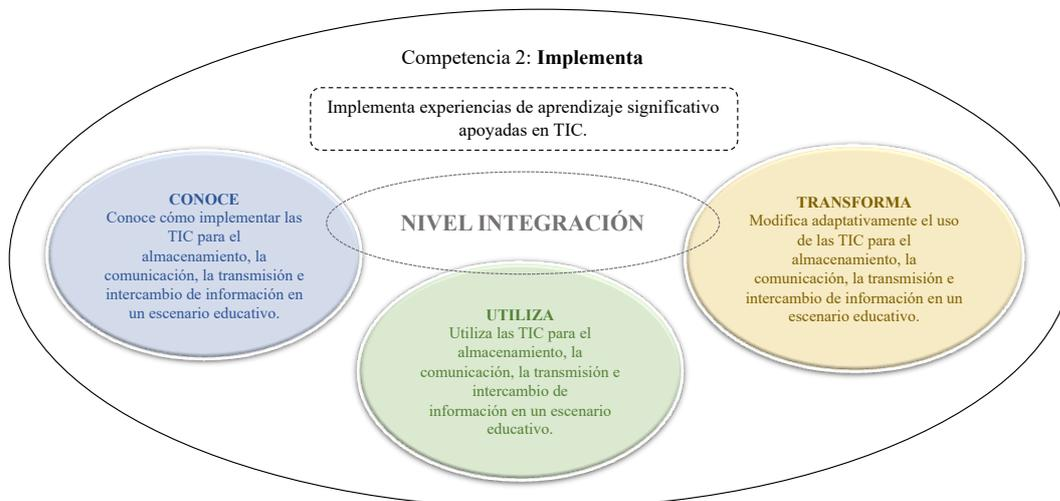 Competencia 2: Implementa
Implementa experiencias de aprendizaje significativo
apoyadas en TIC.
CONOCE
Conoce cómo implementar las
TIC para el
almacenamiento, la
comunicación, la transmisión e
intercambio de información en
un escenario educativo.
NIVEL INTEGRACIÓN
TRANSFORMA
Modifica adaptativamente el uso
de las TIC para el
almacenamiento, la
comunicación, la transmisión e
intercambio de información en un
escenario educativo.
UTILIZA
Utiliza las TIC para el
almacenamiento, la
comunicación, la transmisión e
intercambio de
información en un escenario
educativo.